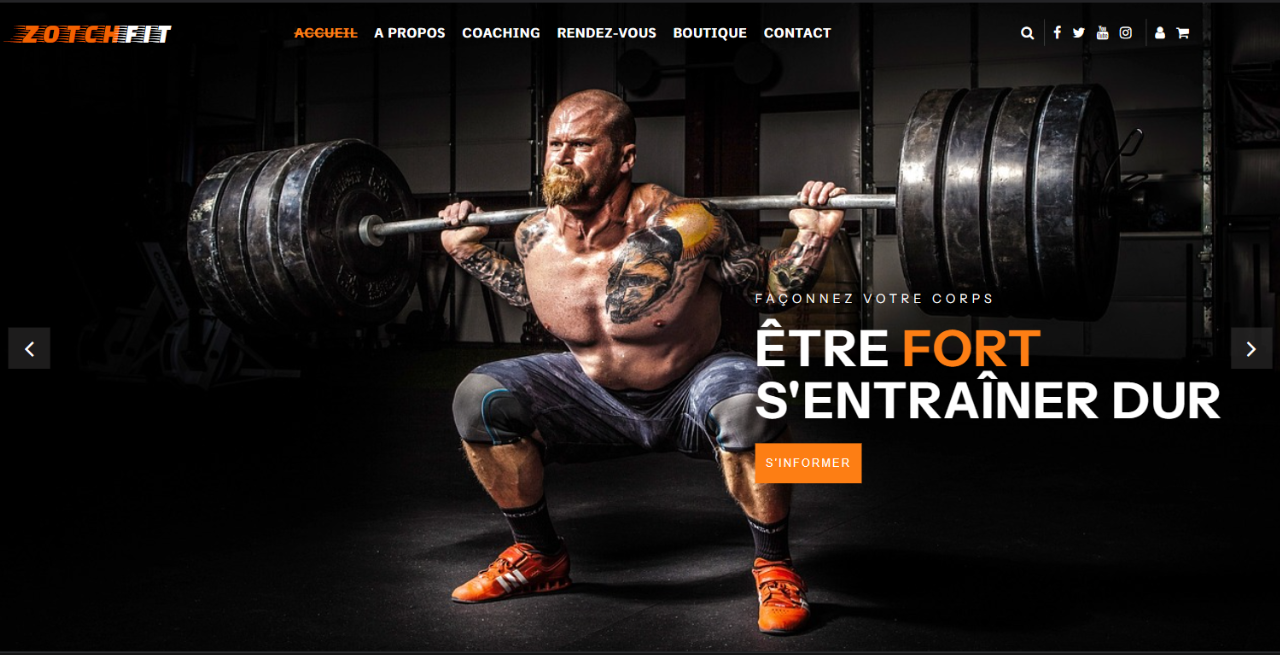 ZOTCHFIT
ACCUEIL A PROPOS COACHING RENDEZ-VOUS BOUTIQUE CONTACT
FAÇONNEZ VOTRE CORPS
ÊTRE FORT
S'ENTRAÎNER DUR
S'INFORMER